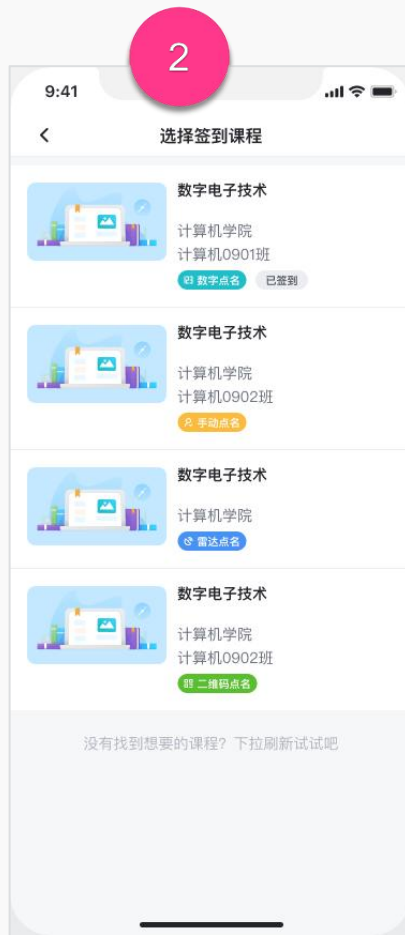 2
9:41
选择签到课程
数字电子技术
计算机学院
计算机0901班
数字点名 已签到
数字电子技术
计算机学院
计算机0902班
手动点名
数字电子技术
计算机学院
雷达点名
数字电子技术
计算机学院
计算机0902班
二维码点名
没有找到想要的课程？下拉刷新试试吧